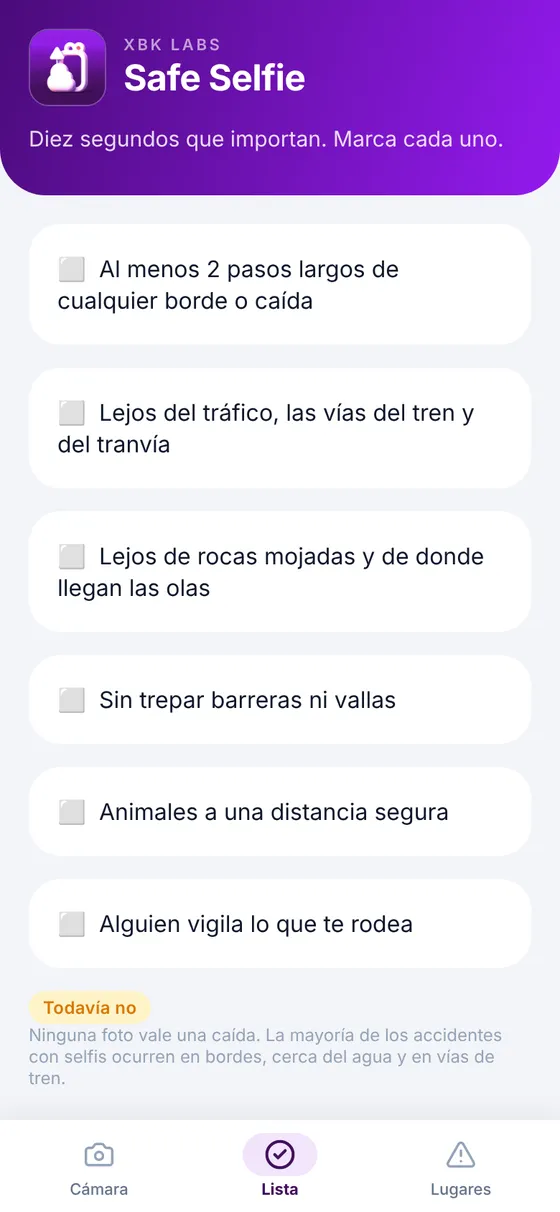 XBK LABS
Safe Selfie
Diez segundos que importan. Marca cada uno.
Al menos 2 pasos largos de
cualquier borde o caída
Lejos del tráfico, las vías del tren y
del tranvía
Lejos de rocas mojadas y de donde
llegan las olas
Sin trepar barreras ni vallas
Animales a una distancia segura
Alguien vigila lo que te rodea
Todavía no
Ninguna foto vale una caída. La mayoría de los accidentes
con selfis ocurren en bordes, cerca del agua y en vías de
tren.
Cámara
Lista
Lugares